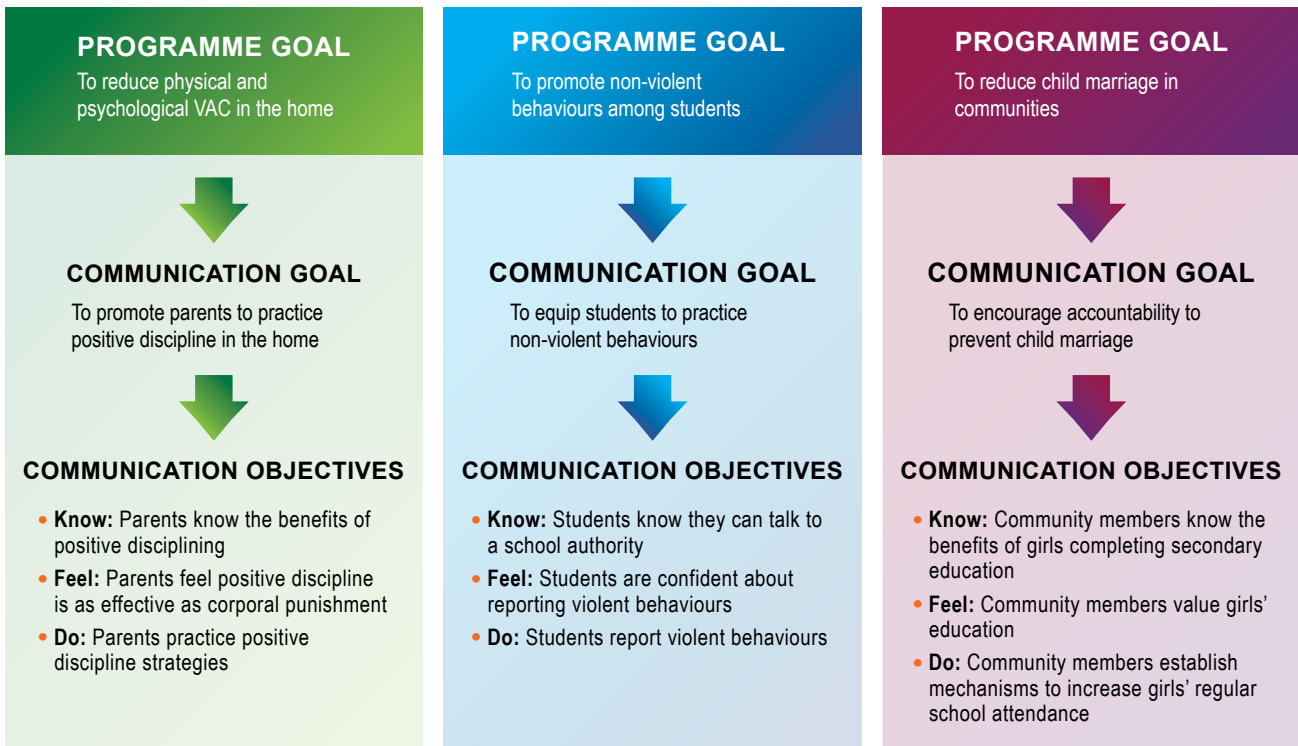 PROGRAMME GOAL
To reduce physical and
psychological VAC in the home
COMMUNICATION GOAL
To promote parents to practice
positive discipline in the home
COMMUNICATION OBJECTIVES
• Know: Parents know the benefits of
positive disciplining
• Feel: Parents feel positive discipline
is as effective as corporal punishment
• Do: Parents practice positive
discipline strategies
PROGRAMME GOAL
To promote non-violent
behaviours among students
COMMUNICATION GOAL
To equip students to practice
non-violent behaviours
COMMUNICATION OBJECTIVES
• Know: Students know they can talk to
a school authority
• Feel: Students are confident about
reporting violent behaviours
• Do: Students report violent behaviours
PROGRAMME GOAL
To reduce child marriage in
communities
COMMUNICATION GOAL
To encourage accountability to
prevent child marriage
COMMUNICATION OBJECTIVES
• Know: Community members know the
benefits of girls completing secondary
education
• Feel: Community members value girls’
education
• Do: Community members establish
mechanisms to increase girls’ regular
school attendance